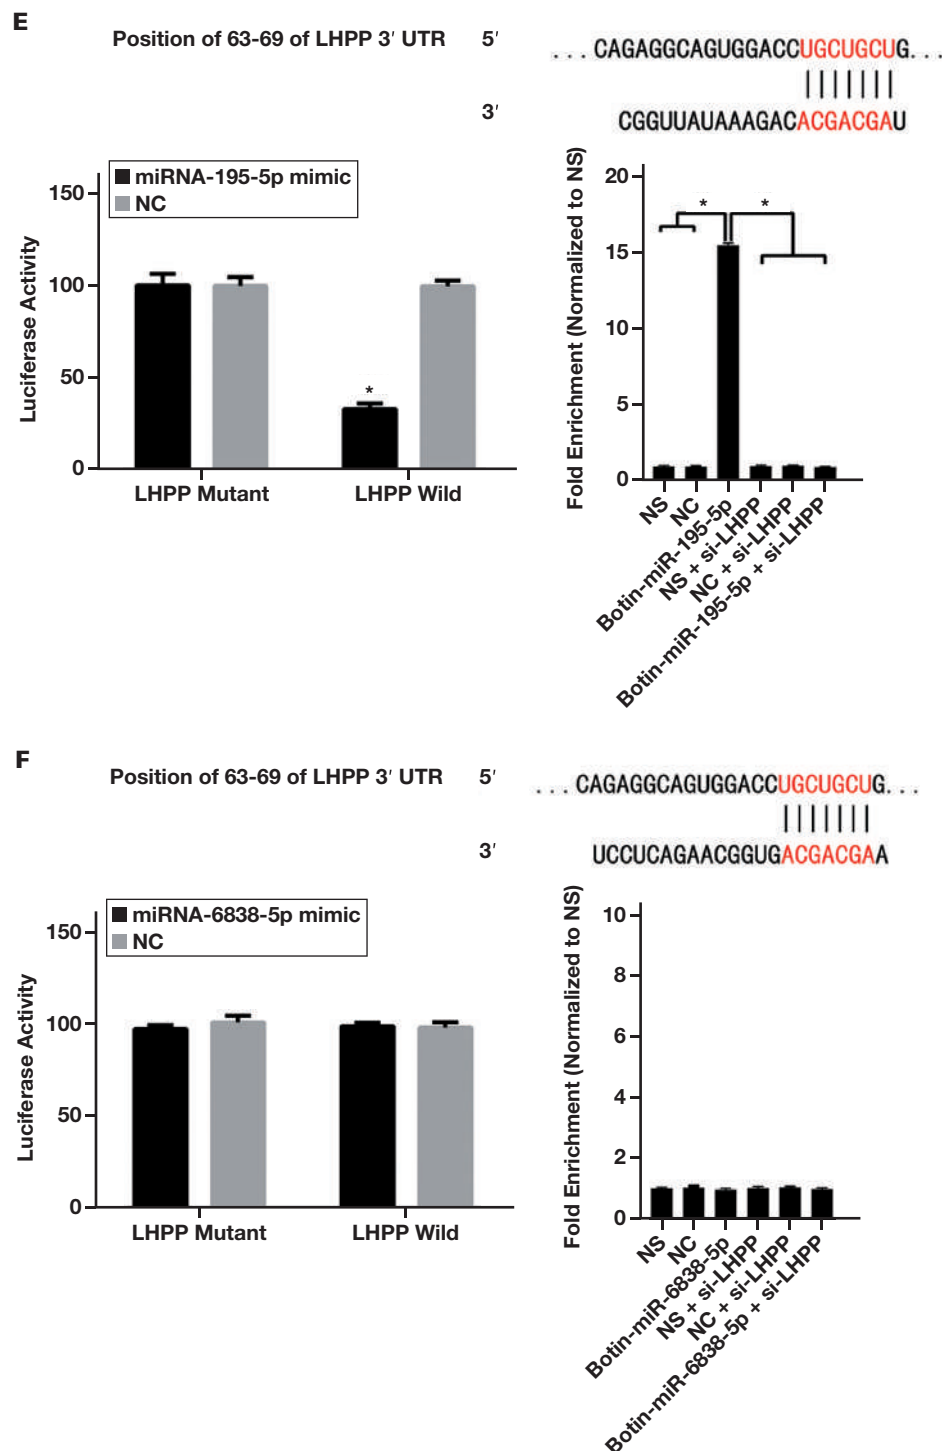 E
Position of 63-69 of LHPP 3′ UTR 5′ ... CAGAGGCAGUGGACCUGCUGCUG...
3′ CGGUUAUAAAGACACGACGAU
miRNA-195-5p mimic
NC
Luciferase Activity
150
100
50
0
*
LHPP Mutant LHPP Wild
Fold Enrichment (Normalized to NS)
20
15
10
5
0
* *
NS
NC
Botin-miR-195-5p
NS + si-LHPP
NC + si-LHPP
Botin-miR-195-5p + si-LHPP
F
Position of 63-69 of LHPP 3′ UTR 5′ ... CAGAGGCAGUGGACCUGCUGCUG...
3′ UCCUCAGAACGGUGACGACGAA
miRNA-6838-5p mimic
NC
Luciferase Activity
150
100
50
0
LHPP Mutant LHPP Wild
Fold Enrichment (Normalized to NS)
10
8
6
4
2
0
NS
NC
Botin-miR-6838-5p
NS + si-LHPP
NC + si-LHPP
Botin-miR-6838-5p + si-LHPP